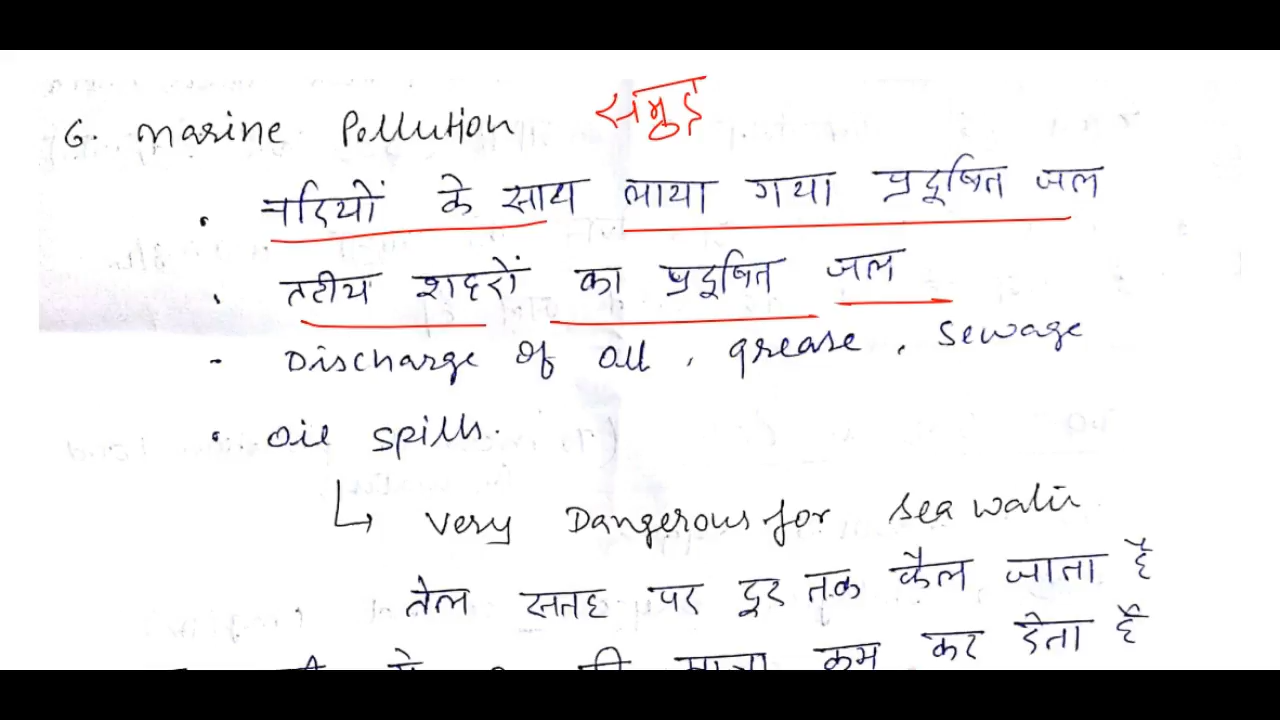 6. Marine Pollution समुद्र
• नदियों के साथ लाया गया प्रदूषित जल
• तटीय शहरों का प्रदूषित जल
- Discharge of oil, grease, sewage
• oil spills.
↳ very Dangerous for sea water
तेल सतह पर दूर तक फैल जाता है
मात्रा कम कर देता है